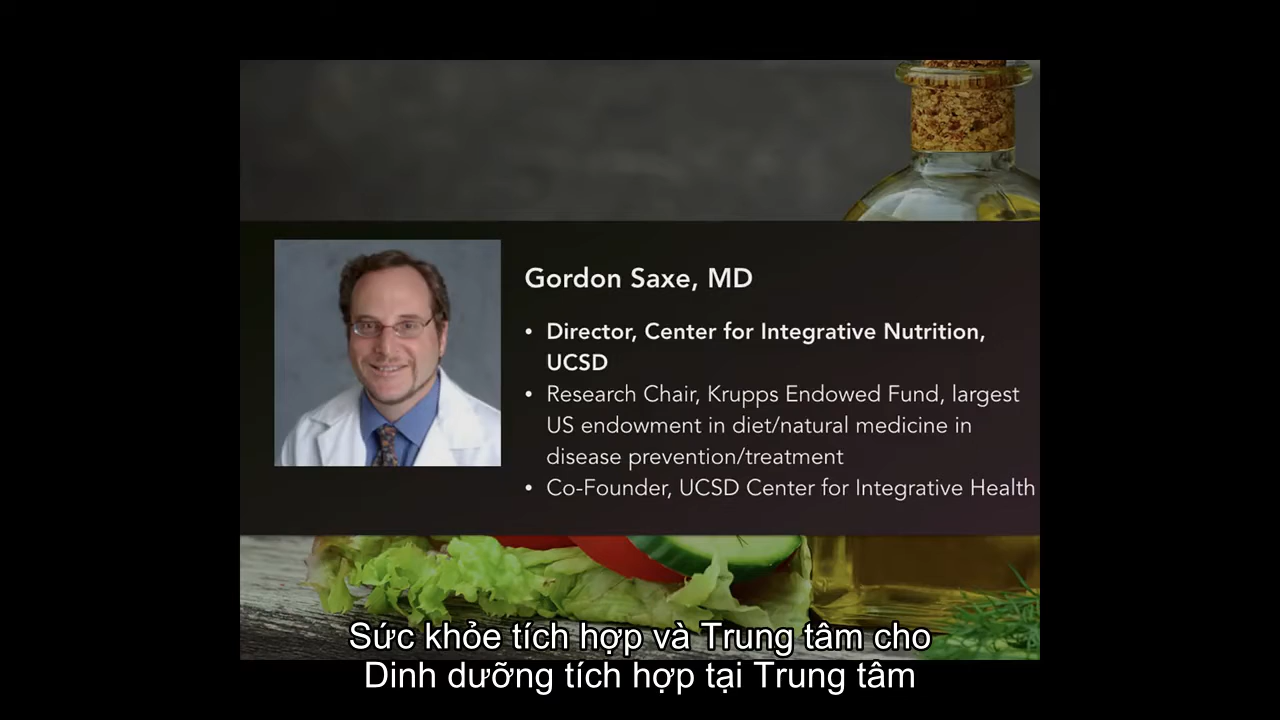 Gordon Saxe, MD
• Director, Center for Integrative Nutrition,
UCSD
• Research Chair, Krupps Endowed Fund, largest
US endowment in diet/natural medicine in
disease prevention/treatment
• Co-Founder, UCSD Center for Integrative Health
Sức khỏe tích hợp và Trung tâm cho
Dinh dưỡng tích hợp tại Trung tâm